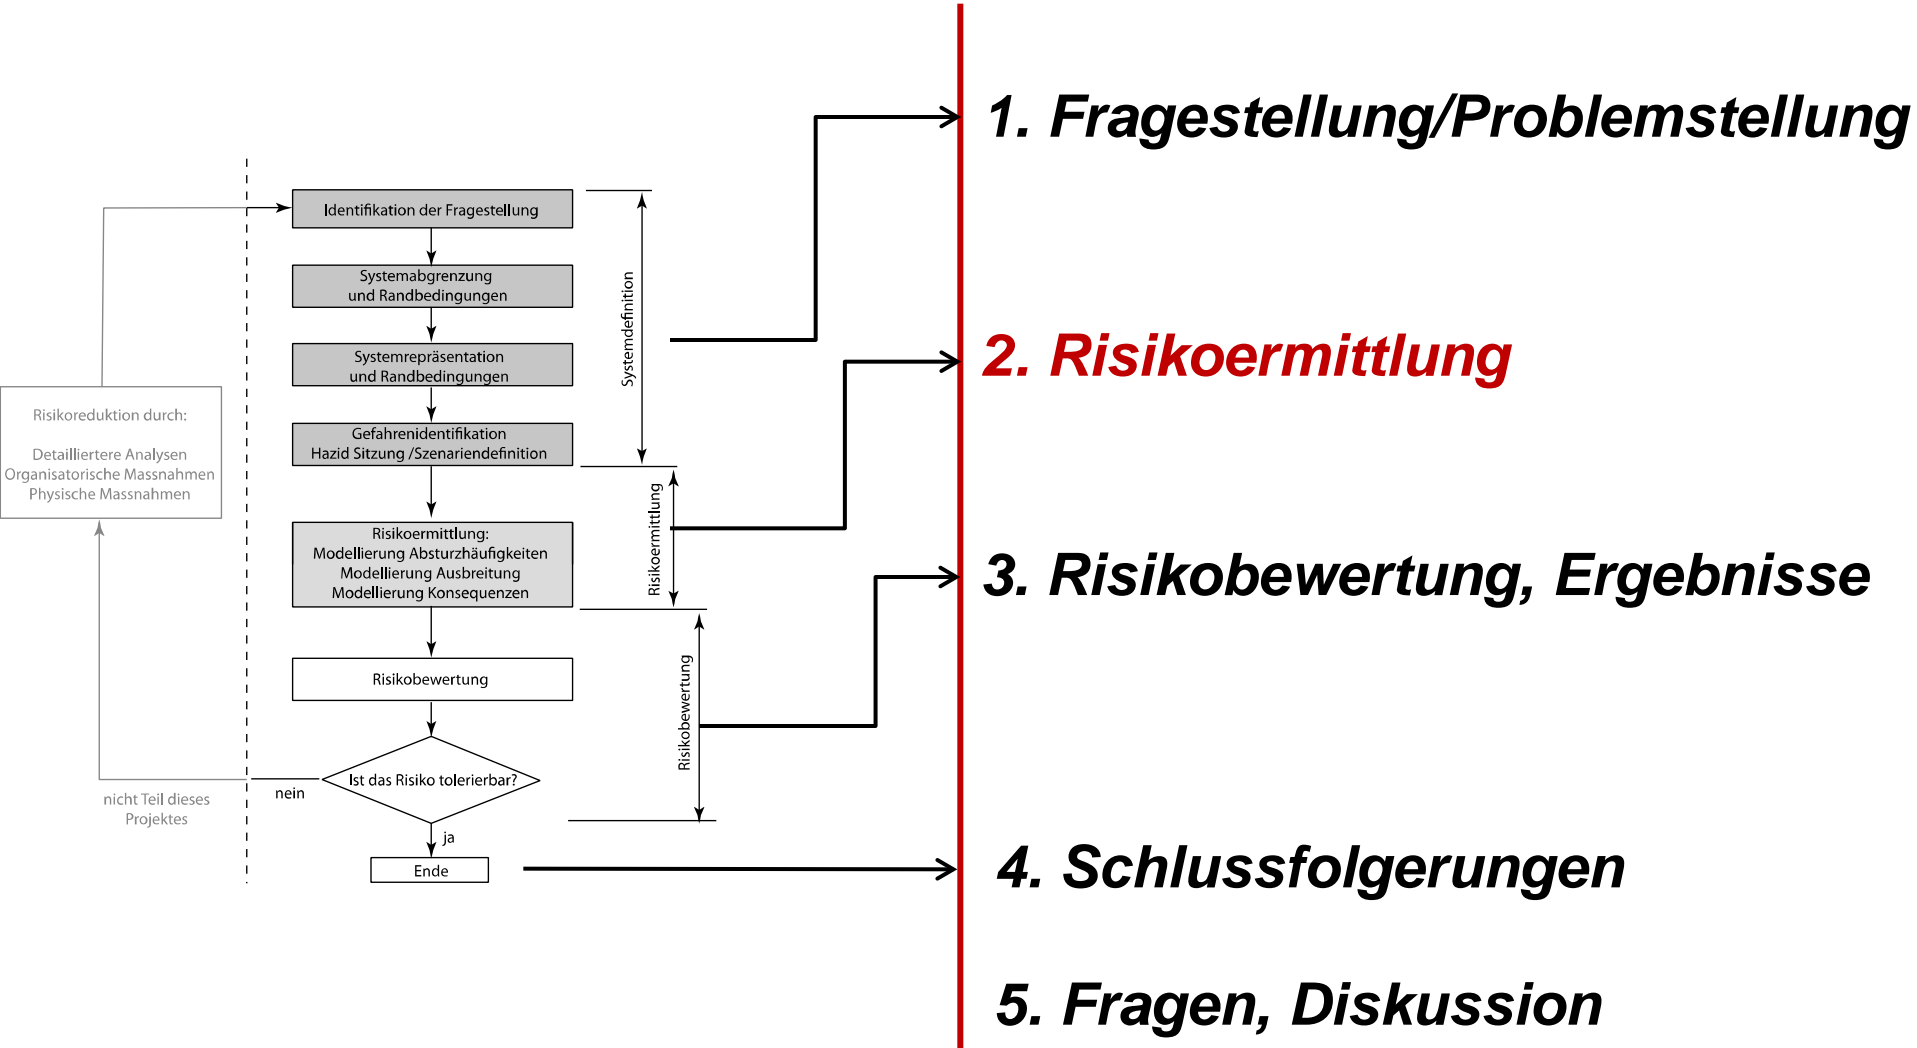 Identifikation der Fragestellung
Systemabgrenzung
und Randbedingungen
Systemrepräsentation
und Randbedingungen
Gefahrenidentifikation
Hazid Sitzung /Szenariendefinition
Risikoermittlung:
Modellierung Absturzhäufigkeiten
Modellierung Ausbreitung
Modellierung Konsequenzen
Risikobewertung
Ist das Risiko tolerierbar?
nein
ja
Ende
Risikoreduktion durch:
Detailliertere Analysen
Organisatorische Massnahmen
Physische Massnahmen
nicht Teil dieses
Projektes
Systemdefinition
Risikoermittlung
Risikobewertung
1. Fragestellung/Problemstellung
2. Risikoermittlung
3. Risikobewertung, Ergebnisse
4. Schlussfolgerungen
5. Fragen, Diskussion